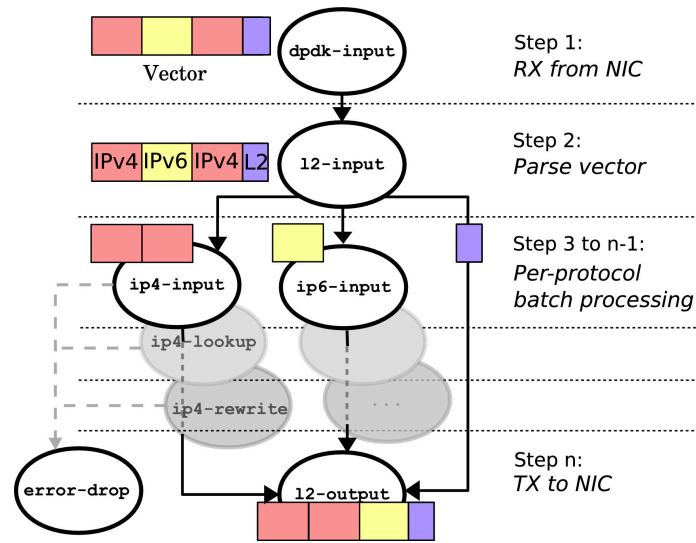 dpdk-input
Step 1:
RX from NIC
Vector
IPv4 IPv6 IPv4 L2
l2-input
Step 2:
Parse vector
Step 3 to n-1:
Per-protocol
batch processing
ip4-input
ip6-input
ip4-lookup
ip4-rewrite
...
error-drop
l2-output
Step n:
TX to NIC